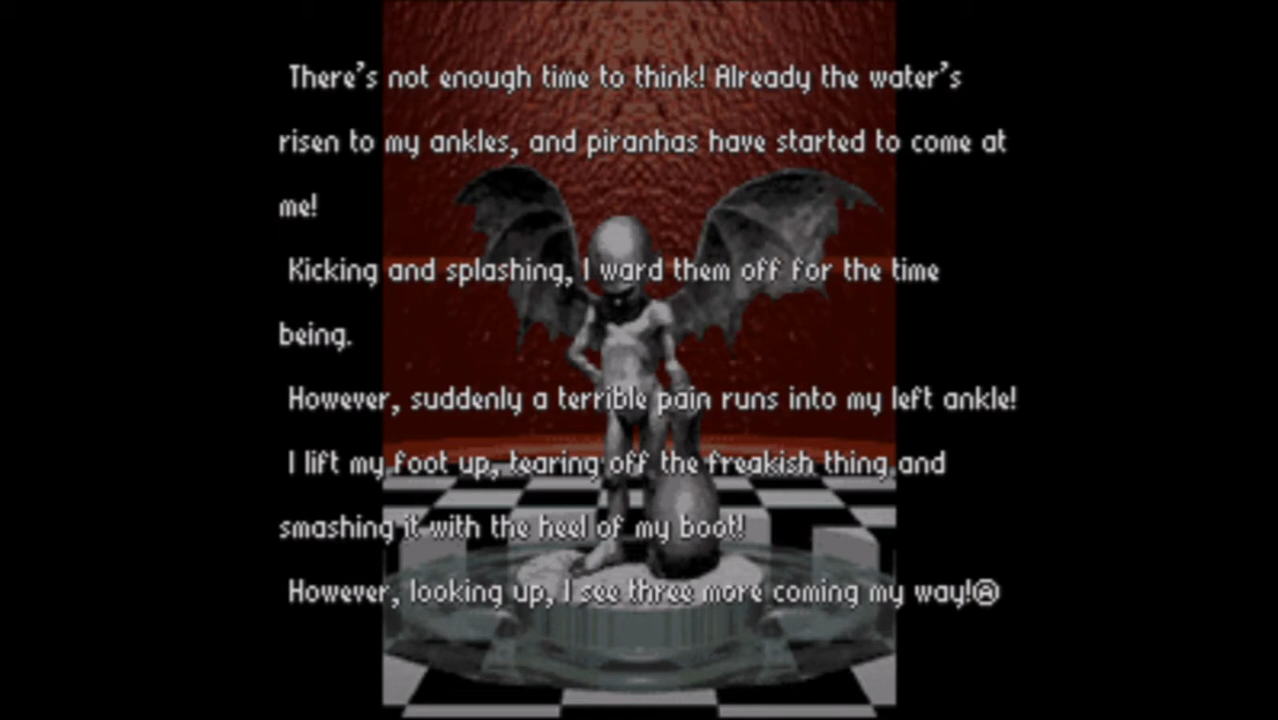 There's not enough time to think! Already the water's
risen to my ankles, and piranhas have started to come at
me!
Kicking and splashing, I ward them off for the time
being.
However, suddenly a terrible pain runs into my left ankle!
I lift my foot up, tearing off the freakish thing and
smashing it with the heel of my boot!
However, looking up, I see three more coming my way!